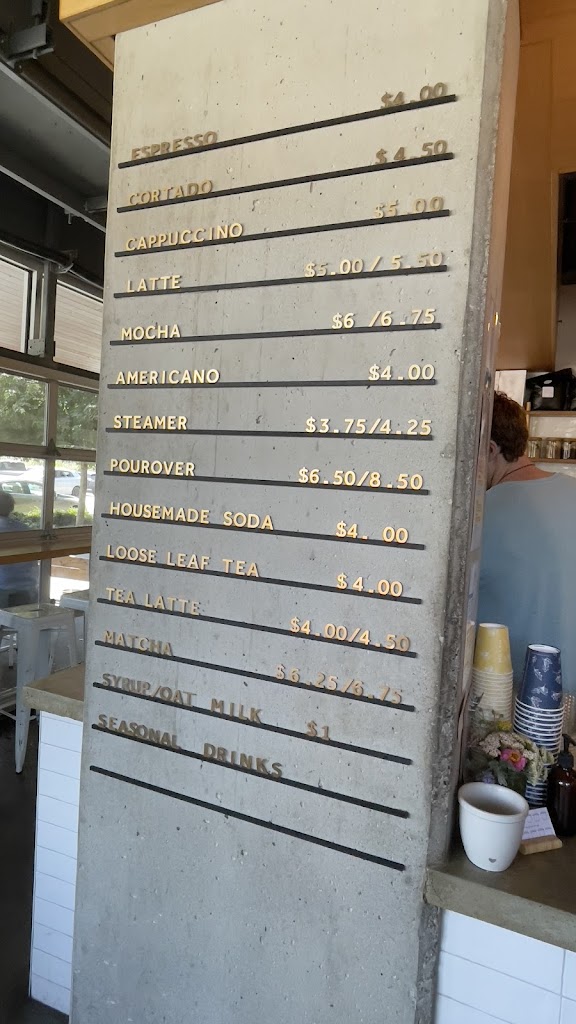 ESPRESSO $4.00
CORTADO $4.50
CAPPUCCINO $5.00
LATTE $5.00/5.50
MOCHA $6/6.75
AMERICANO $4.00
STEAMER $3.75/4.25
POUROVER $6.50/8.50
HOUSEMADE SODA $4.00
LOOSE LEAF TEA $4.00
TEA LATTE $4.00/4.50
MATCHA $6.25/6.75
SYRUP/OAT MILK $1
SEASONAL DRINKS